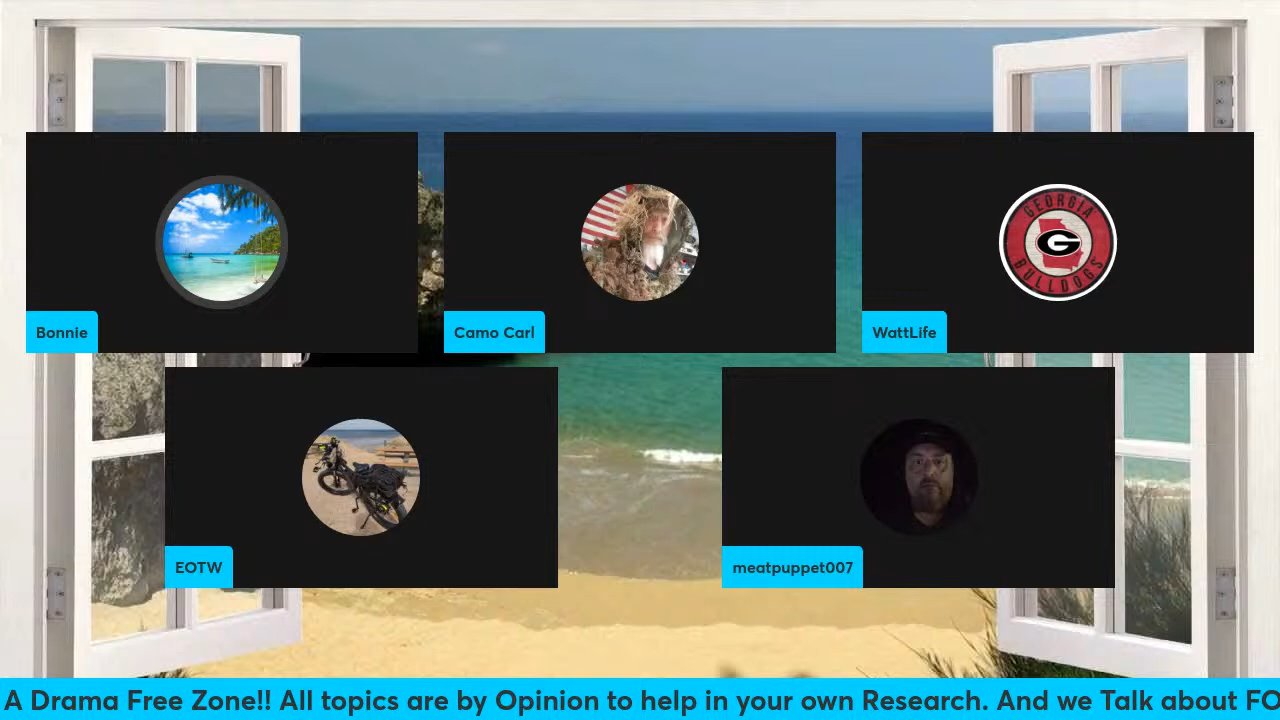 GEORGIA
BULLDOGS
Bonnie
Camo Carl
WattLife
EOTW
meatpuppet007
A Drama Free Zone!! All topics are by Opinion to help in your own Research. And we Talk about FO